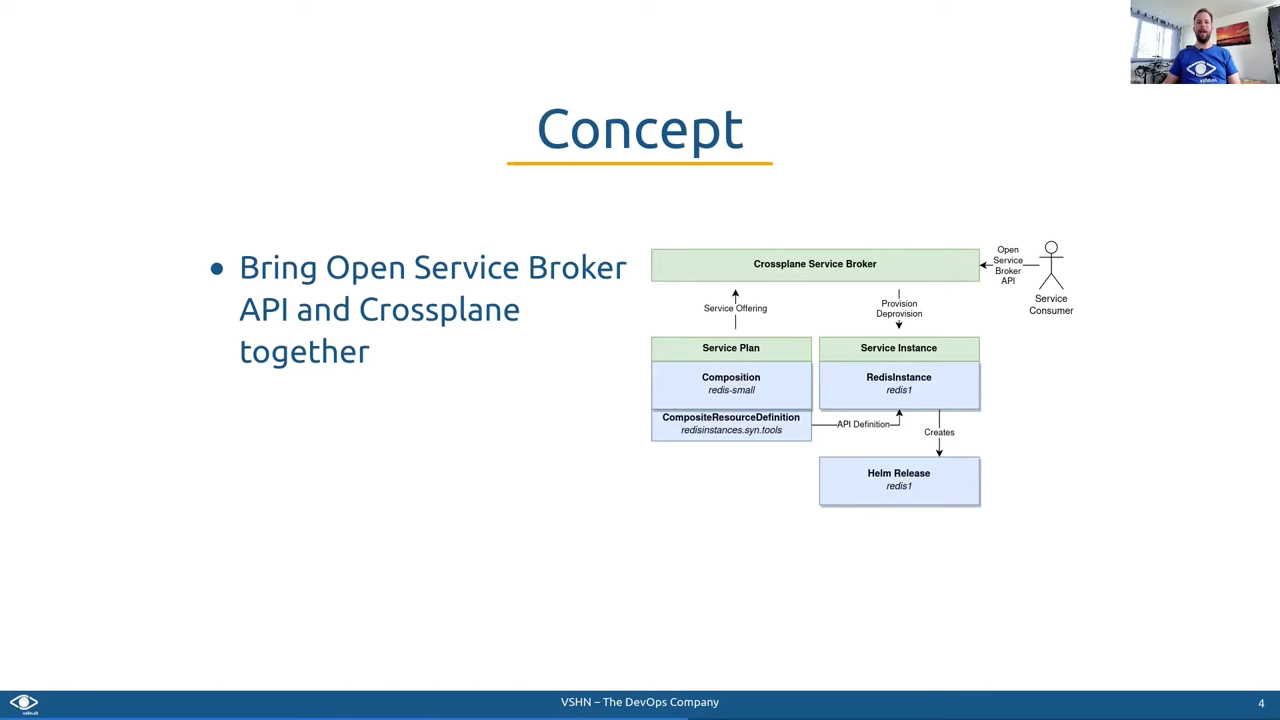 Concept
● Bring Open Service Broker
API and Crossplane
together
Crossplane Service Broker
Open
Service
Broker
API
Service
Consumer
Service Offering
Provision
Deprovision
Service Plan
Composition
redis-small
CompositeResourceDefinition
redisinstances.syn.tools
API Definition
Service Instance
RedisInstance
redis1
Creates
Helm Release
redis1
vshn.ch
VSHN – The DevOps Company
4